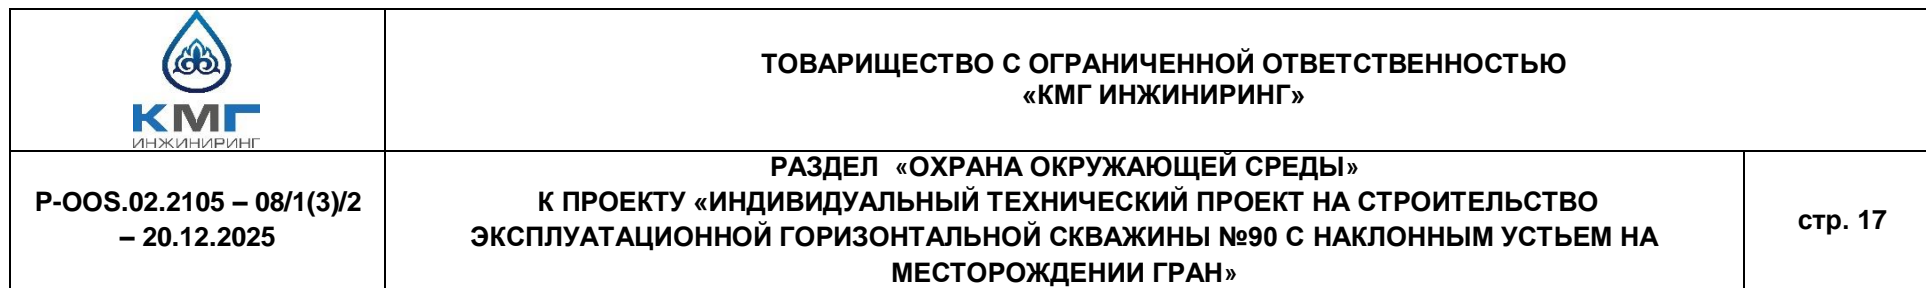 КМГ
ИНЖИНИРИНГ
ТОВАРИЩЕСТВО С ОГРАНИЧЕННОЙ ОТВЕТСТВЕННОСТЬЮ
«КМГ ИНЖИНИРИНГ»
P-OOS.02.2105 – 08/1(3)/2
– 20.12.2025
РАЗДЕЛ «ОХРАНА ОКРУЖАЮЩЕЙ СРЕДЫ»
К ПРОЕКТУ «ИНДИВИДУАЛЬНЫЙ ТЕХНИЧЕСКИЙ ПРОЕКТ НА СТРОИТЕЛЬСТВО
ЭКСПЛУАТАЦИОННОЙ ГОРИЗОНТАЛЬНОЙ СКВАЖИНЫ №90 С НАКЛОННЫМ УСТЬЕМ НА
МЕСТОРОЖДЕНИИ ГРАН»
стр. 17